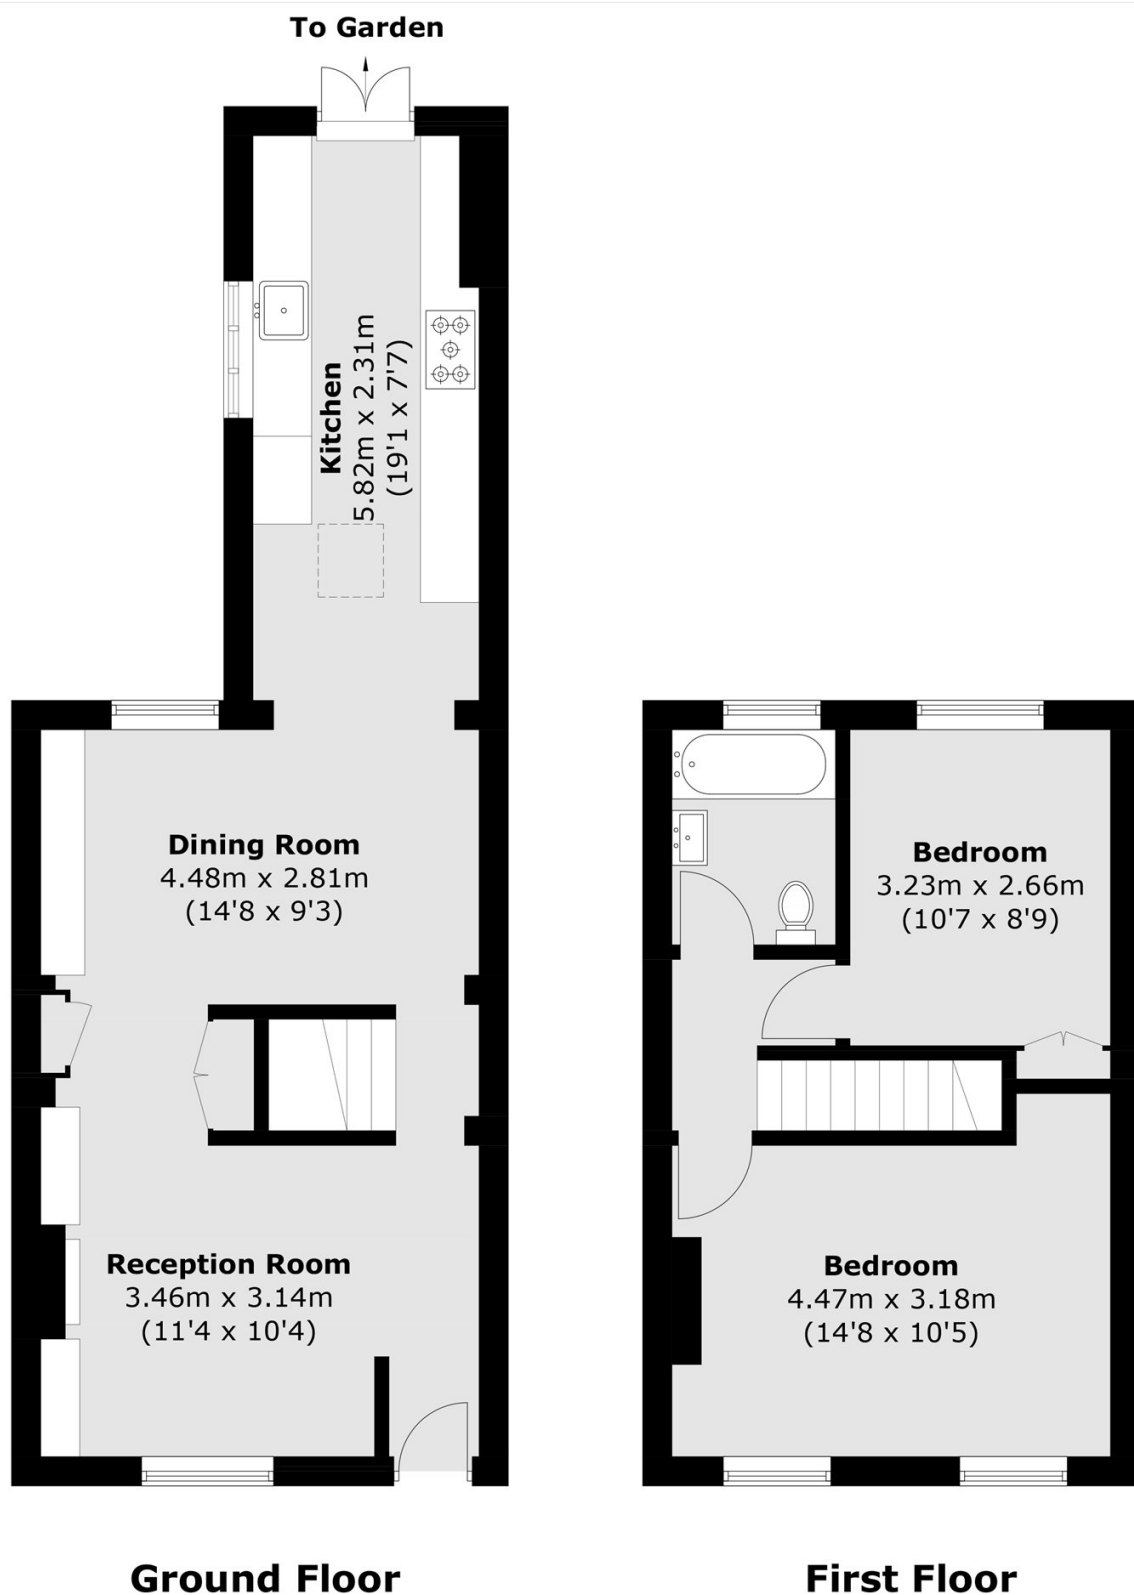 To Garden
Kitchen
5.82m x 2.31m
(19'1 x 7'7)
Dining Room
4.48m x 2.81m
(14'8 x 9'3)
Reception Room
3.46m x 3.14m
(11'4 x 10'4)
Ground Floor
Bedroom
3.23m x 2.66m
(10'7 x 8'9)
Bedroom
4.47m x 3.18m
(14'8 x 10'5)
First Floor